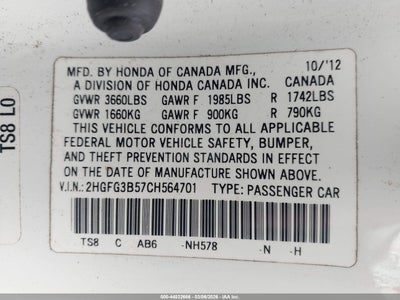 MFD. BY HONDA OF CANADA MFG., 10/'12
A DIVISION OF HONDA CANADA INC. CANADA
GVWR 3660LBS GAWR F 1985LBS R 1742LBS
GVWR 1660KG GAWR F 900KG R 790KG
THIS VEHICLE CONFORMS TO ALL APPLICABLE
FEDERAL MOTOR VEHICLE SAFETY, BUMPER,
AND THEFT PREVENTION STANDARDS IN EFFECT
ON THE DATE OF MANUFACTURE SHOWN ABOVE.
V.I.N.: 2HGFG3B57CH564701 TYPE: PASSENGER CAR
TS8 C AB6 -NH578 -N -H
TS8 L0